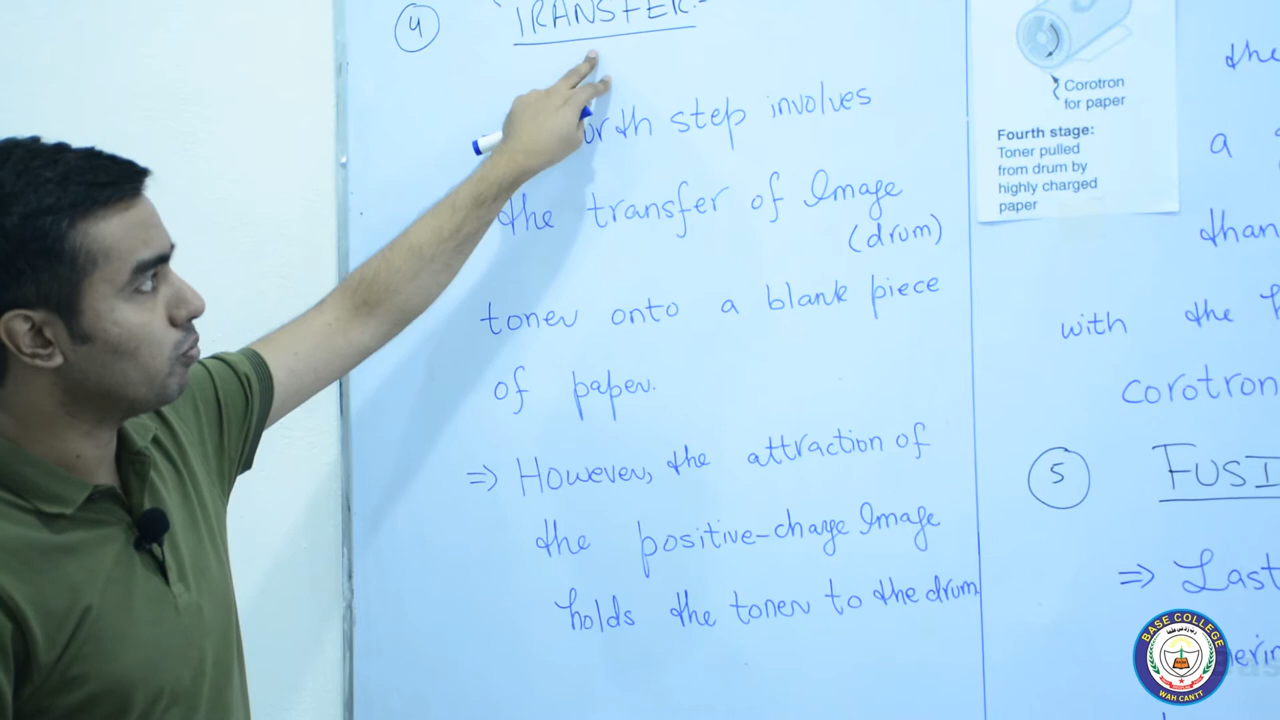 4 TRANSFER:-
urth step involves
the transfer of Image
(drum)
toner onto a blank piece
of paper.
=> However, the attraction of
the positive-charge Image
holds the toner to the drum
Corotron
for paper
Fourth stage:
Toner pulled
from drum by
highly charged
paper
the
a
than
with the
corotron
5 FUSI
=> Last
erin
BASE COLLEGE
WAH CANTT